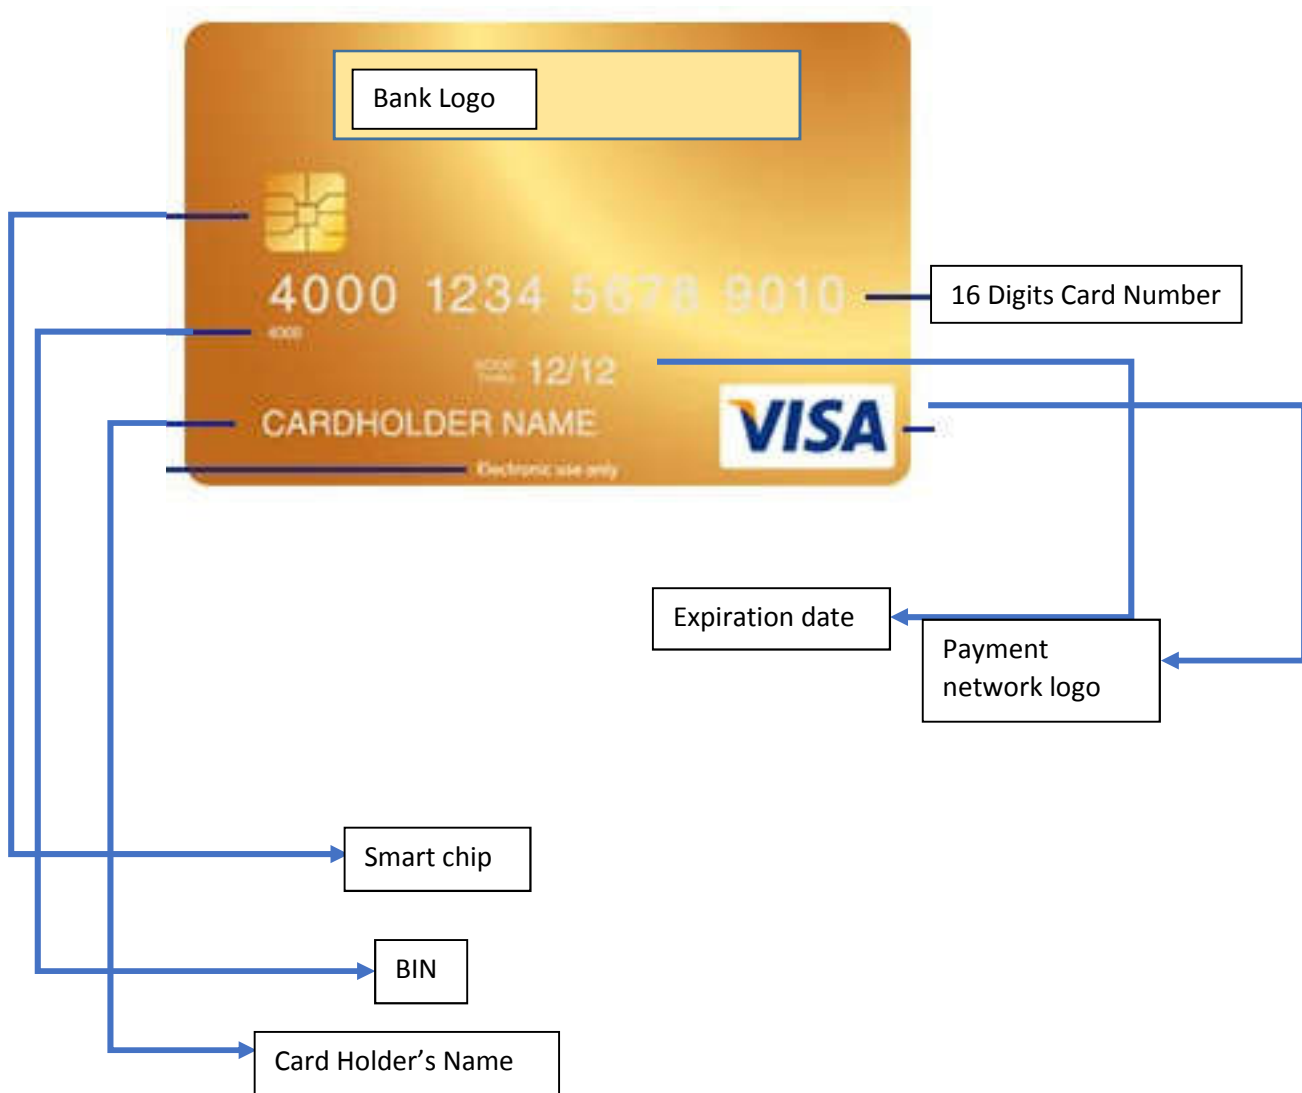 Bank Logo
4000 1234 5678 9010
16 Digits Card Number
4000
12/12
CARDHOLDER NAME
VISA
Electronic use only
Expiration date
Payment
network logo
Smart chip
BIN
Card Holder’s Name